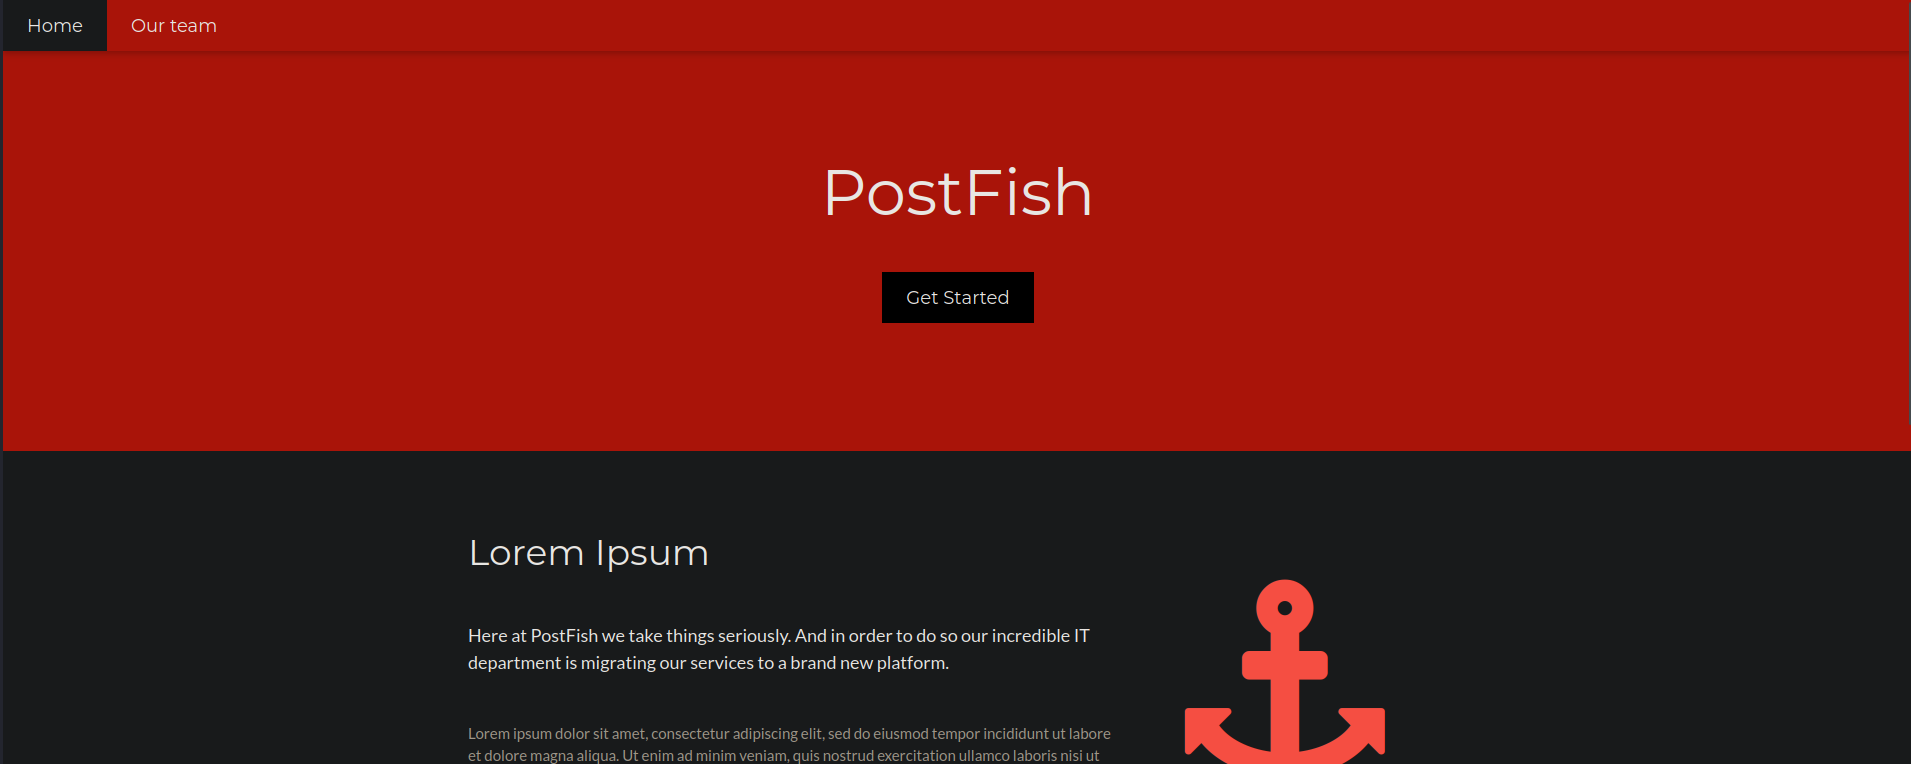 Home
Our team
PostFish
Get Started
Lorem Ipsum
Here at PostFish we take things seriously. And in order to do so our incredible IT
department is migrating our services to a brand new platform.
Lorem ipsum dolor sit amet, consectetur adipiscing elit, sed do eiusmod tempor incididunt ut labore
et dolore magna aliqua. Ut enim ad minim veniam, quis nostrud exercitation ullamco laboris nisi ut